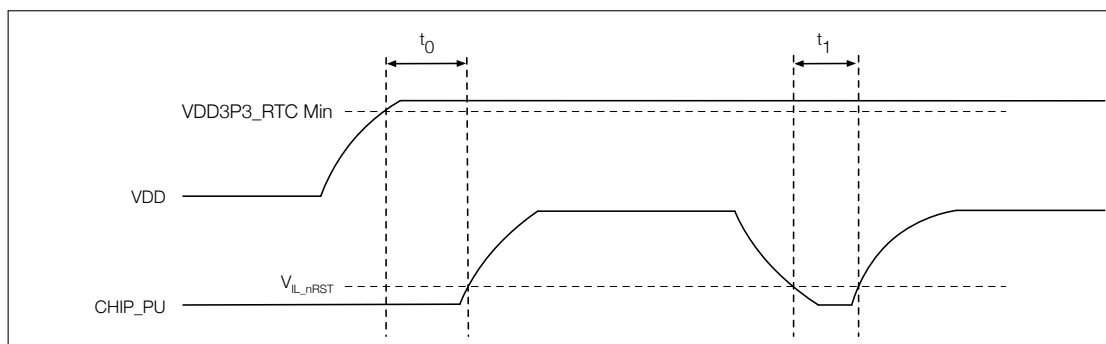 t0
t1
VDD3P3_RTC Min
VDD
VIL_nRST
CHIP_PU